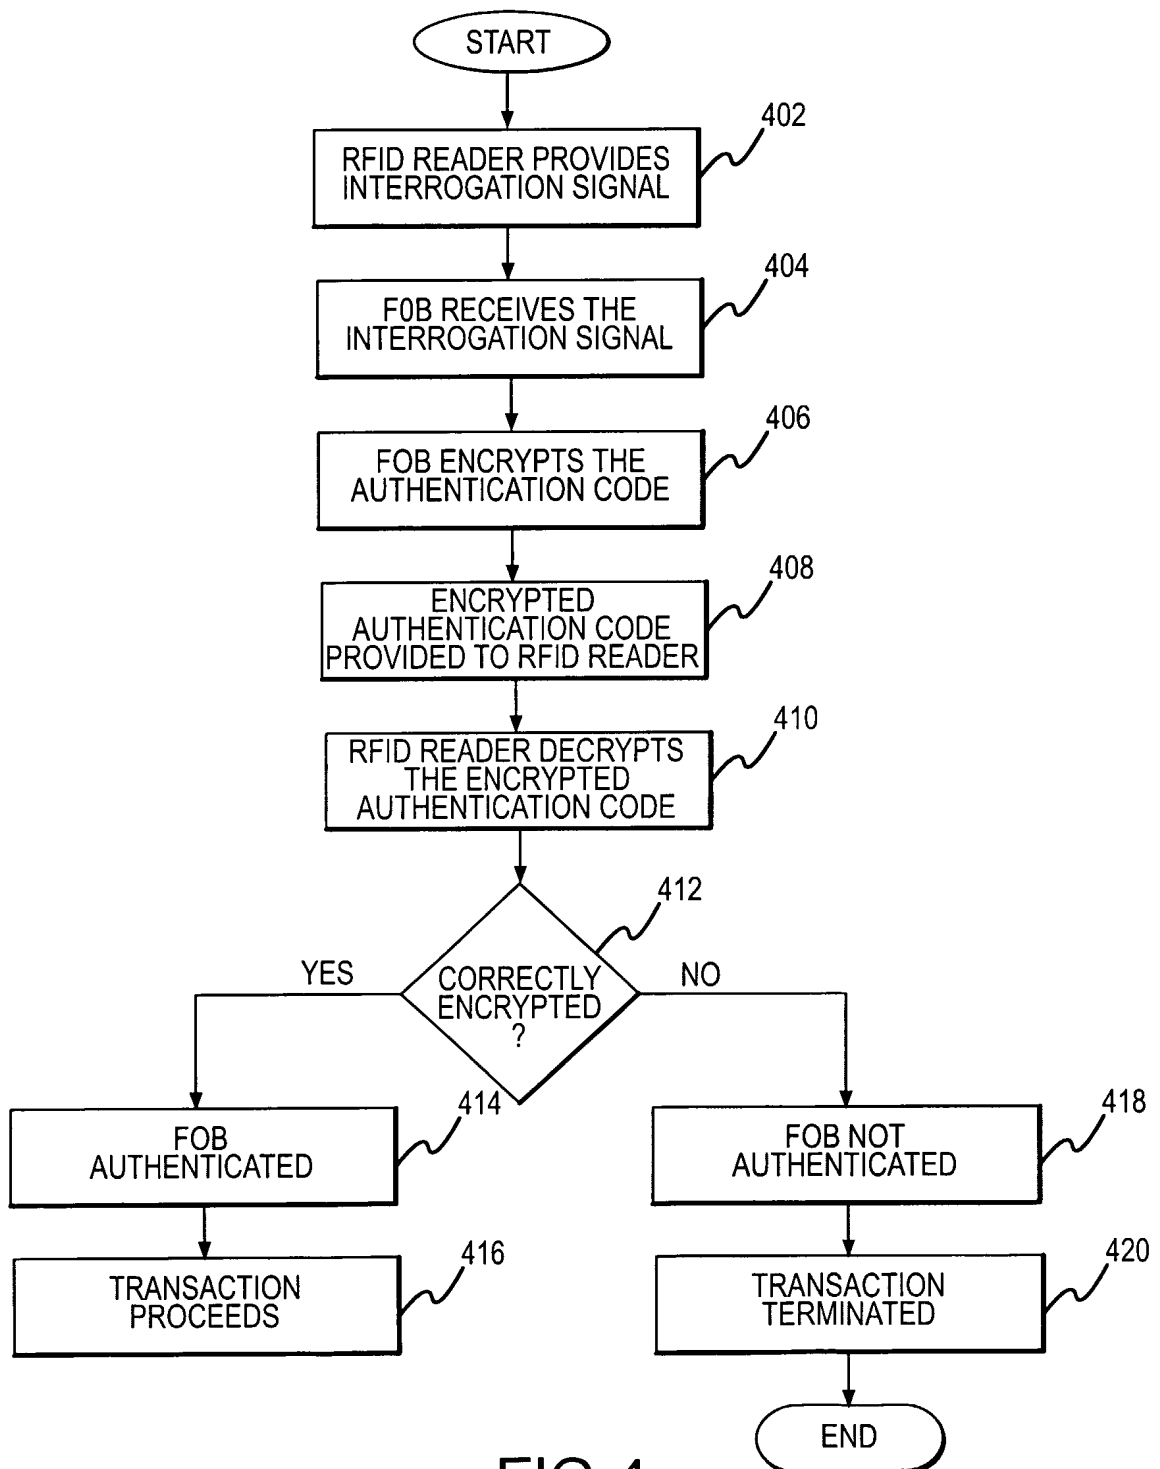 START
402
RFID READER PROVIDES
INTERROGATION SIGNAL
404
F0B RECEIVES THE
INTERROGATION SIGNAL
406
FOB ENCRYPTS THE
AUTHENTICATION CODE
408
ENCRYPTED
AUTHENTICATION CODE
PROVIDED TO RFID READER
410
RFID READER DECRYPTS
THE ENCRYPTED
AUTHENTICATION CODE
412
YES
CORRECTLY
ENCRYPTED
?
NO
414
FOB
AUTHENTICATED
418
FOB NOT
AUTHENTICATED
416
TRANSACTION
PROCEEDS
420
TRANSACTION
TERMINATED
END
FIG.4